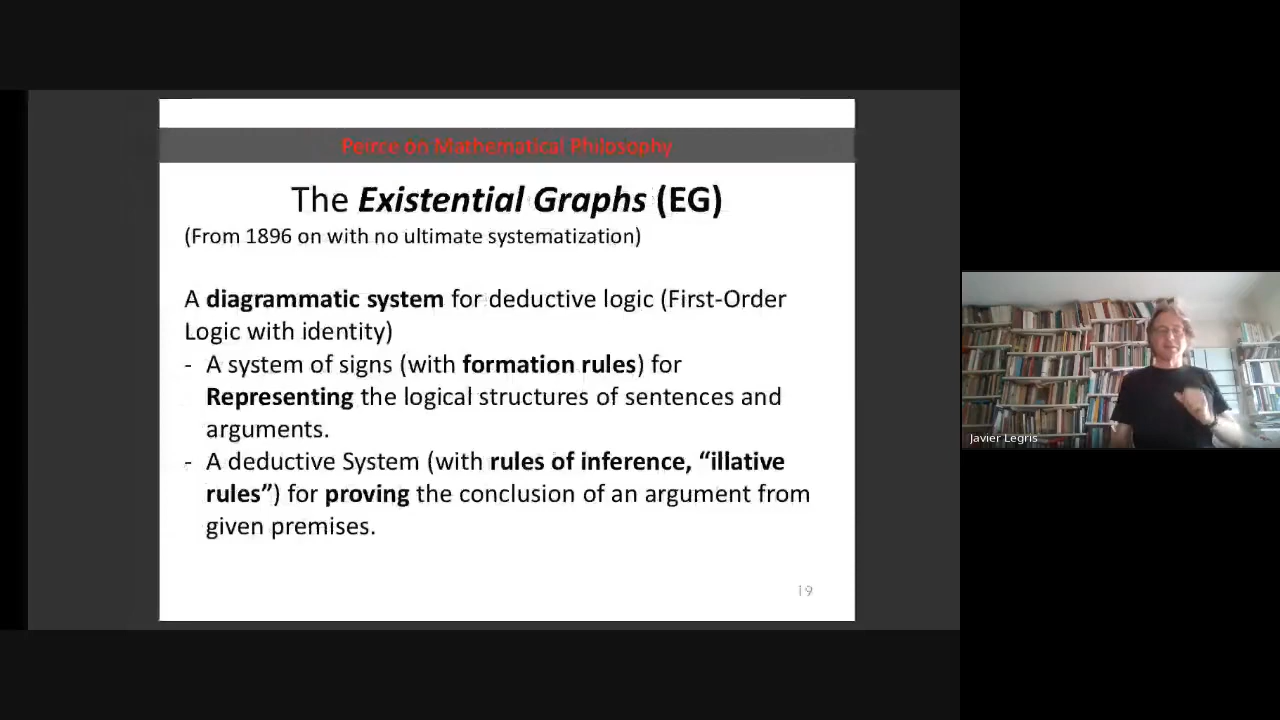 Peirce on Mathematical Philosophy
The Existential Graphs (EG)
(From 1896 on with no ultimate systematization)
A diagrammatic system for deductive logic (First-Order
Logic with identity)
- A system of signs (with formation rules) for
Representing the logical structures of sentences and
arguments.
- A deductive System (with rules of inference, “illative
rules”) for proving the conclusion of an argument from
given premises.
19
Javier Legris